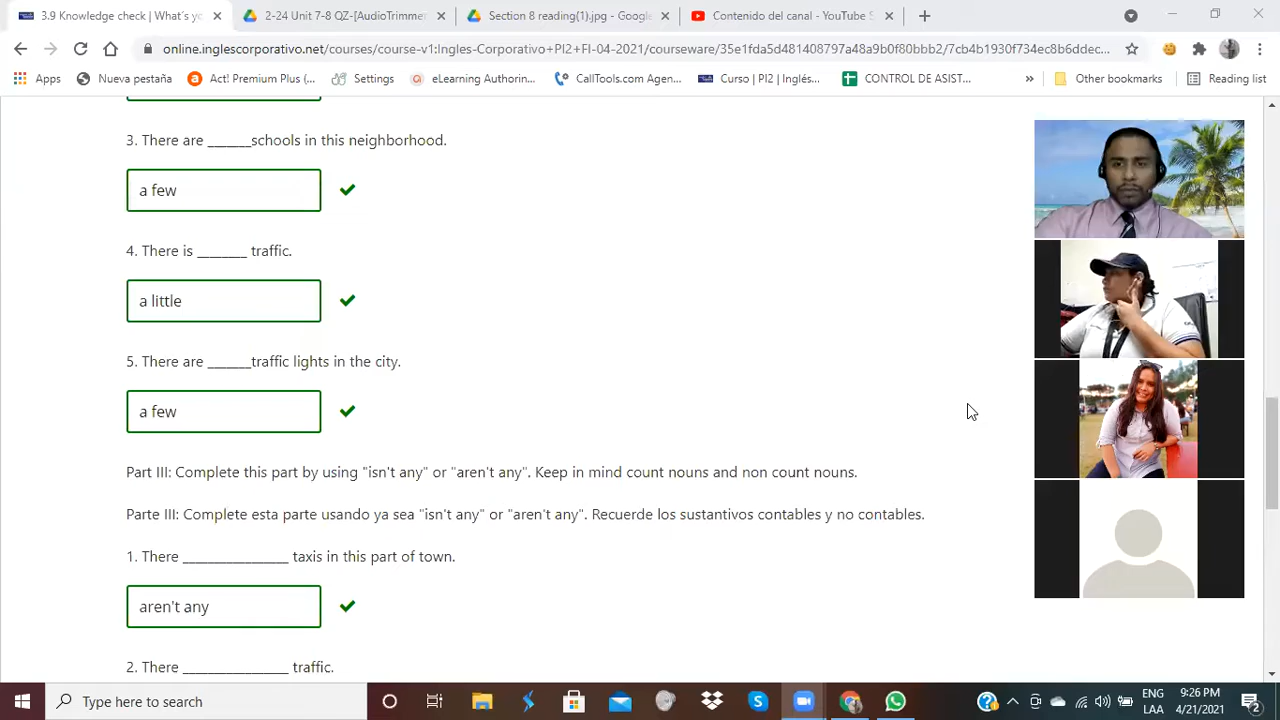 3.9 Knowledge check | What's yo
2-24 Unit 7-8 QZ-[AudioTrimmer
Section 8 reading(1).jpg - Google
Contenido del canal - YouTube S
online.inglescorporativo.net/courses/course-v1:Ingles-Corporativo+PI2+FI-04-2021/courseware/35e1fda5d481408797a48a9b0f80bbb2/7cb4b1930f734ec8b6ddec...
Apps
Nueva pestaña
Act! Premium Plus (...
Settings
eLearning Authorin...
CallTools.com Agen...
Curso | PI2 | Inglés...
CONTROL DE ASIST...
»
Other bookmarks
Reading list
3. There are _______schools in this neighborhood.
a few
4. There is ________ traffic.
a little
5. There are _______traffic lights in the city.
a few
Part III: Complete this part by using "isn't any" or "aren't any". Keep in mind count nouns and non count nouns.
Parte III: Complete esta parte usando ya sea "isn't any" or "aren't any". Recuerde los sustantivos contables y no contables.
1. There _________________ taxis in this part of town.
aren't any
2. There _________________ traffic.
Type here to search
ENG
LAA
9:26 PM
4/21/2021
2